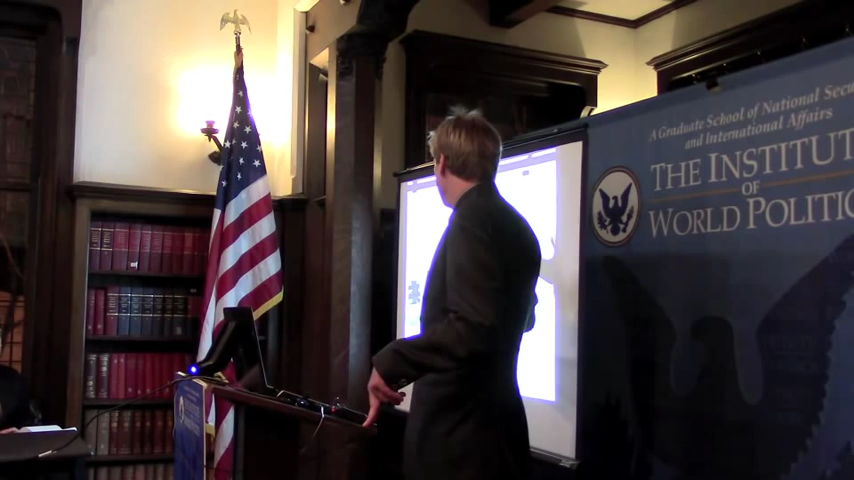 A Graduate School of National Secu
and International Affairs
THE INSTITUT
OF
WORLD POLITIC